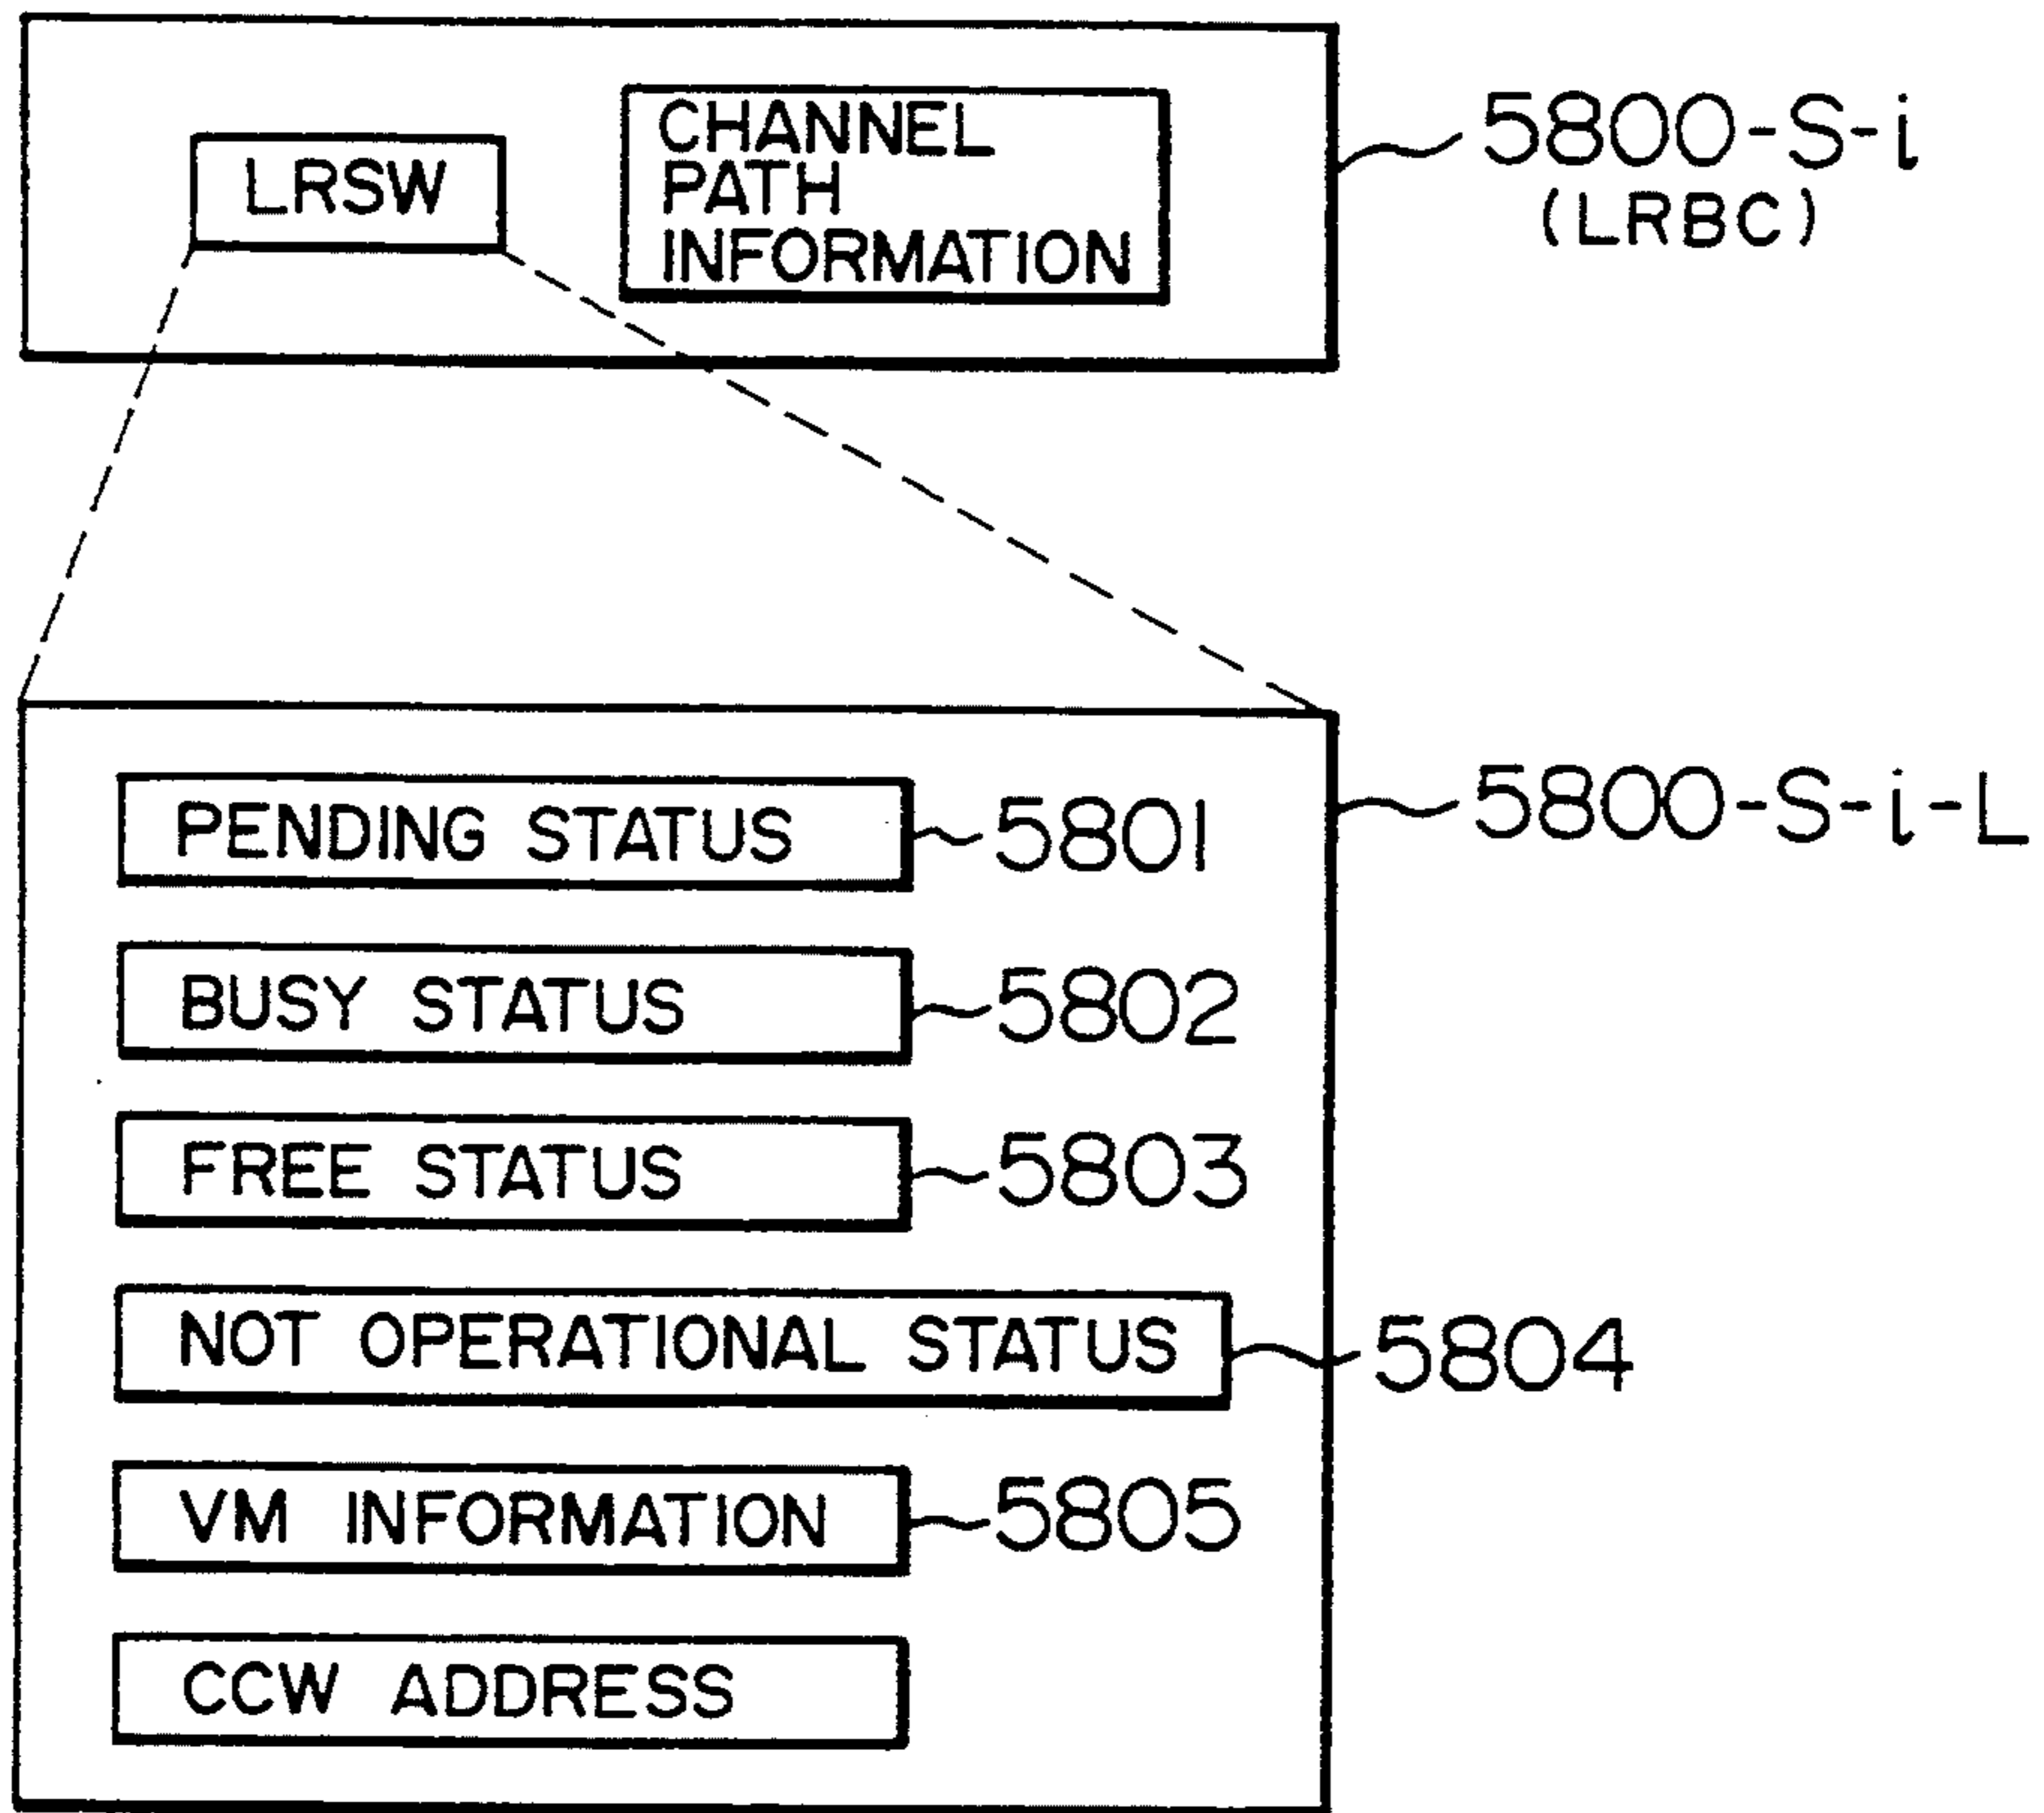 LRSW
CHANNEL
PATH
INFORMATION
5800-S-i
(LRBC)
PENDING STATUS
5801
5800-S-i-L
BUSY STATUS
5802
FREE STATUS
5803
NOT OPERATIONAL STATUS
5804
VM INFORMATION
5805
CCW ADDRESS